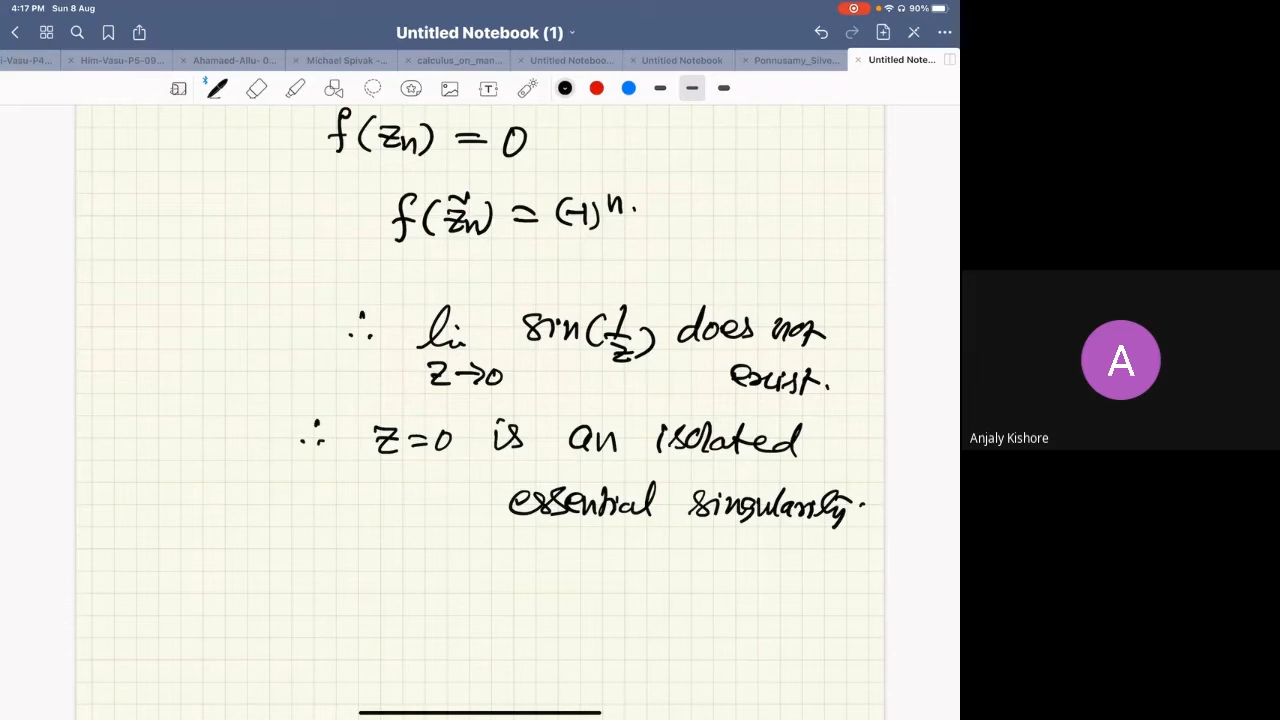 4:17 PM Sun 8 Aug
90%
Untitled Notebook (1)
i-Vasu-P4...
Him-Vasu-P5-09...
Ahamaed-Allu- 0...
Michael Spivak -...
calculus_on_man...
Untitled Noteboo...
Untitled Notebook
Ponnusamy_Silve...
Untitled Note...
f(zn) = 0
f(z̃n) = (-1)ⁿ.
∴ lim sin(1/z) does not
z→0 exist.
∴ z=0 is an isolated
essential singularity.
A
Anjaly Kishore